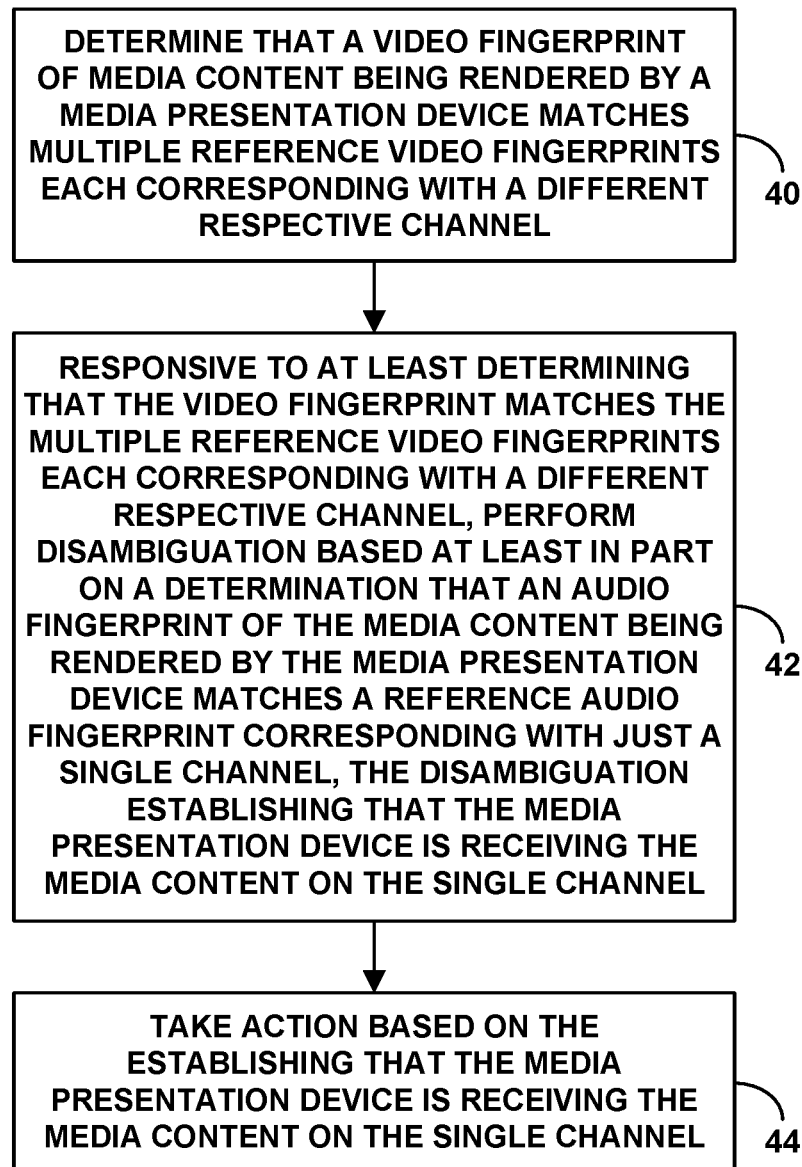 DETERMINE THAT A VIDEO FINGERPRINT
OF MEDIA CONTENT BEING RENDERED BY A
MEDIA PRESENTATION DEVICE MATCHES
MULTIPLE REFERENCE VIDEO FINGERPRINTS
EACH CORRESPONDING WITH A DIFFERENT
RESPECTIVE CHANNEL
40
RESPONSIVE TO AT LEAST DETERMINING
THAT THE VIDEO FINGERPRINT MATCHES THE
MULTIPLE REFERENCE VIDEO FINGERPRINTS
EACH CORRESPONDING WITH A DIFFERENT
RESPECTIVE CHANNEL, PERFORM
DISAMBIGUATION BASED AT LEAST IN PART
ON A DETERMINATION THAT AN AUDIO
FINGERPRINT OF THE MEDIA CONTENT BEING
RENDERED BY THE MEDIA PRESENTATION
DEVICE MATCHES A REFERENCE AUDIO
FINGERPRINT CORRESPONDING WITH JUST A
SINGLE CHANNEL, THE DISAMBIGUATION
ESTABLISHING THAT THE MEDIA
PRESENTATION DEVICE IS RECEIVING THE
MEDIA CONTENT ON THE SINGLE CHANNEL
42
TAKE ACTION BASED ON THE
ESTABLISHING THAT THE MEDIA
PRESENTATION DEVICE IS RECEIVING THE
MEDIA CONTENT ON THE SINGLE CHANNEL
44